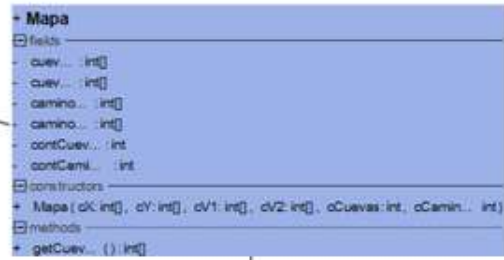 + Mapa
fields
- cuev... : int[]
- cuev... : int[]
- camino... : int[]
- camino... : int[]
- contCuev... : int
- contCami... : int
constructors
+ Mapa( cX: int[], cY: int[], cV1: int[], cV2: int[], cCuevas: int, cCamin... int)
methods
+ getCuev... (): int[]